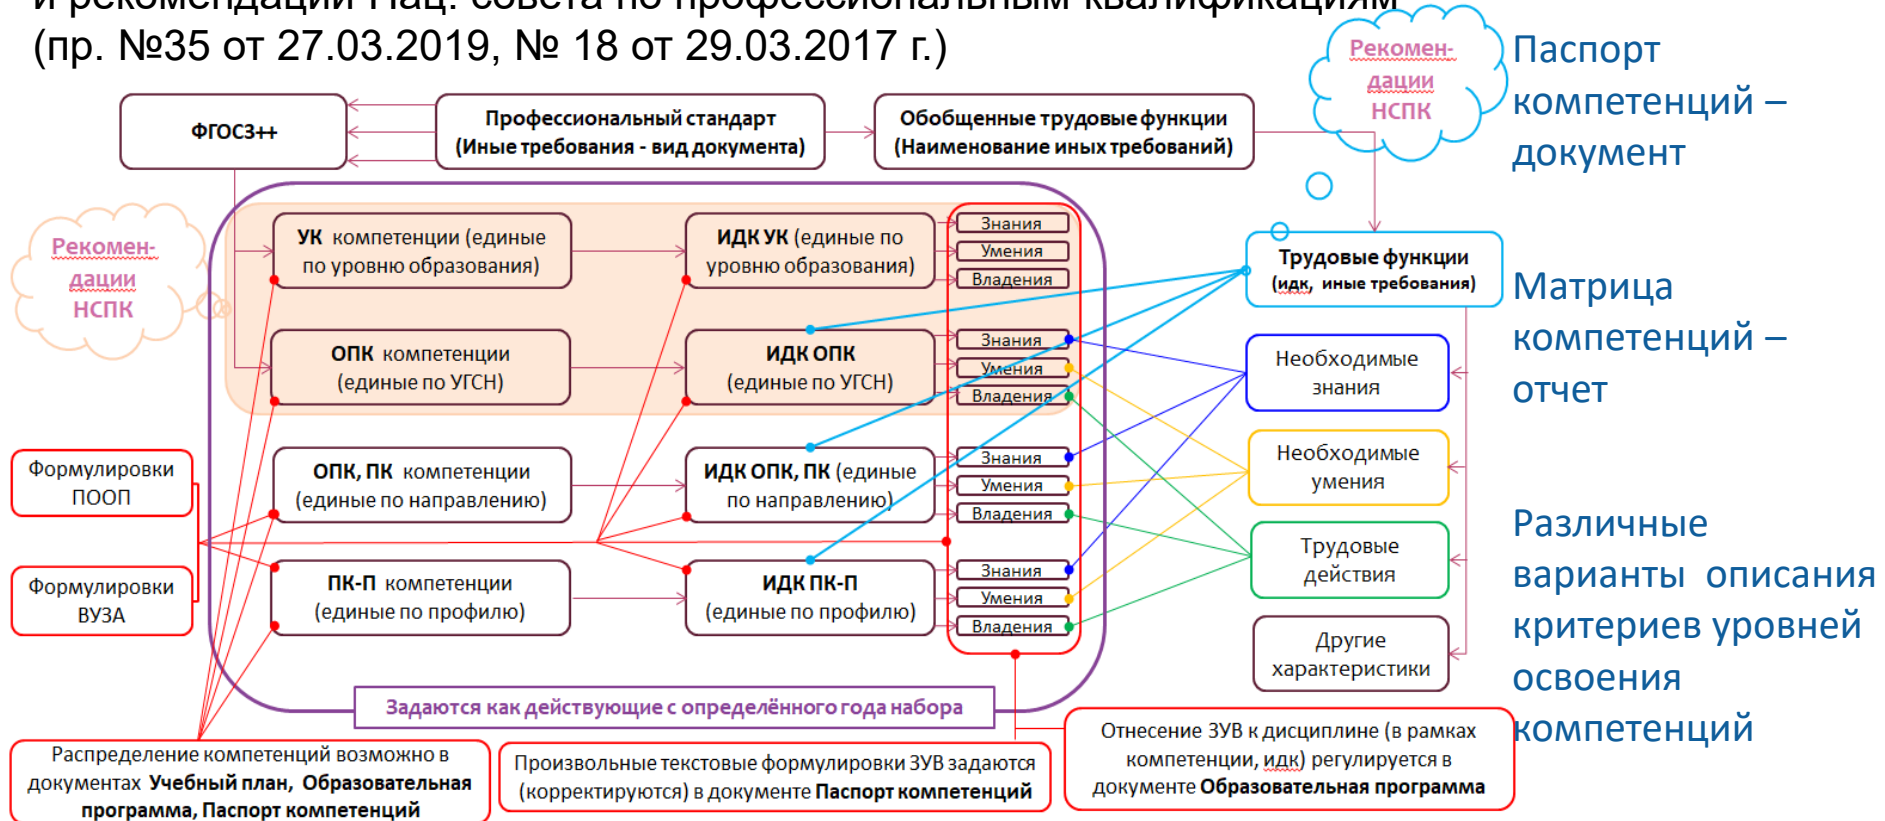 и рекомендации Нац. совета по профессиональным квалификациям
(пр. №35 от 27.03.2019, № 18 от 29.03.2017 г.)
Рекомен-
дации
НСПК
Паспорт
компетенций –
документ
ФГОС3++
Профессиональный стандарт
(Иные требования - вид документа)
Обобщенные трудовые функции
(Наименование иных требований)
Рекомен-
дации
НСПК
УК компетенции (единые
по уровню образования)
ИДК УК (единые по
уровню образования)
Знания
Умения
Владения
Трудовые функции
(идк, иные требования)
Матрица
компетенций –
отчет
ОПК компетенции
(единые по УГСН)
ИДК ОПК
(единые по УГСН)
Знания
Умения
Владения
Необходимые
знания
Формулировки
ПООП
ОПК, ПК компетенции
(единые по направлению)
ИДК ОПК, ПК (единые
по направлению)
Знания
Умения
Владения
Необходимые
умения
Различные
варианты описания
критериев уровней
освоения
компетенций
Трудовые
действия
Формулировки
ВУЗА
ПК-П компетенции
(единые по профилю)
ИДК ПК-П
(единые по профилю)
Знания
Умения
Владения
Другие
характеристики
Задаются как действующие с определённого года набора
Распределение компетенций возможно в
документах Учебный план, Образовательная
программа, Паспорт компетенций
Произвольные текстовые формулировки ЗУВ задаются
(корректируются) в документе Паспорт компетенций
Отнесение ЗУВ к дисциплине (в рамках
компетенции, идк) регулируется в
документе Образовательная программа